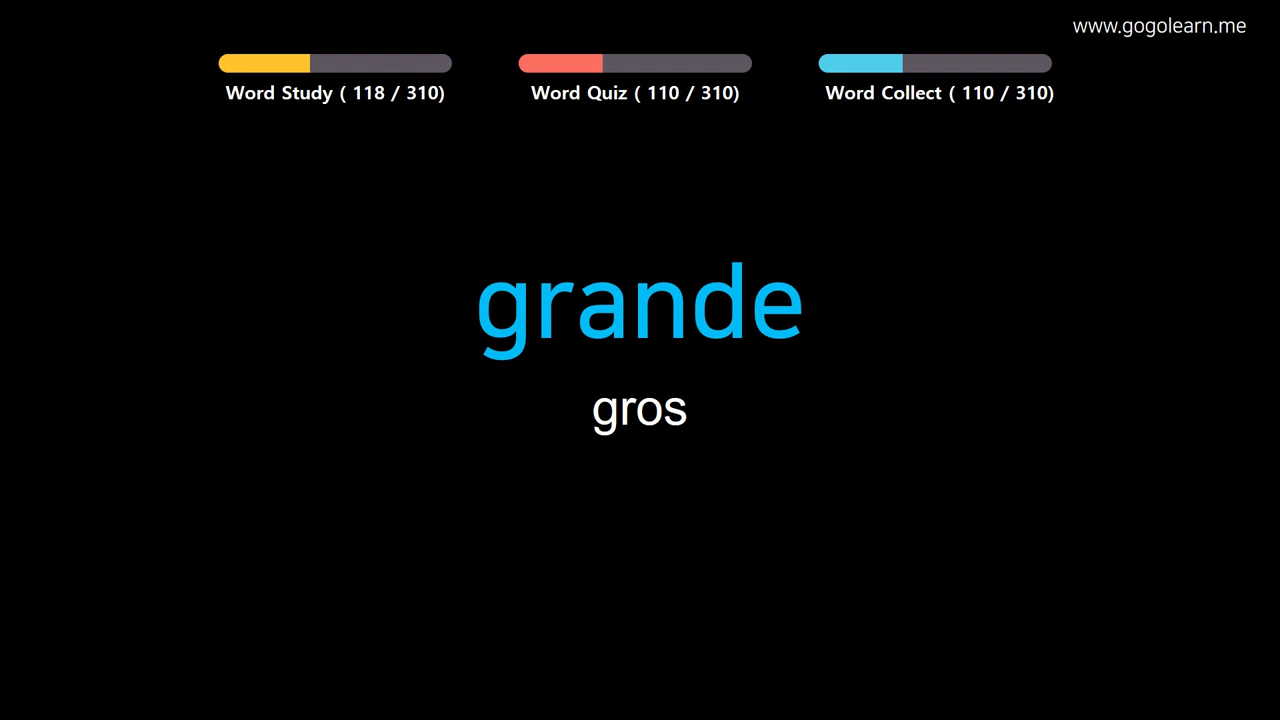 www.gogolearn.me
Word Study ( 118 / 310)
Word Quiz ( 110 / 310)
Word Collect ( 110 / 310)
grande
gros